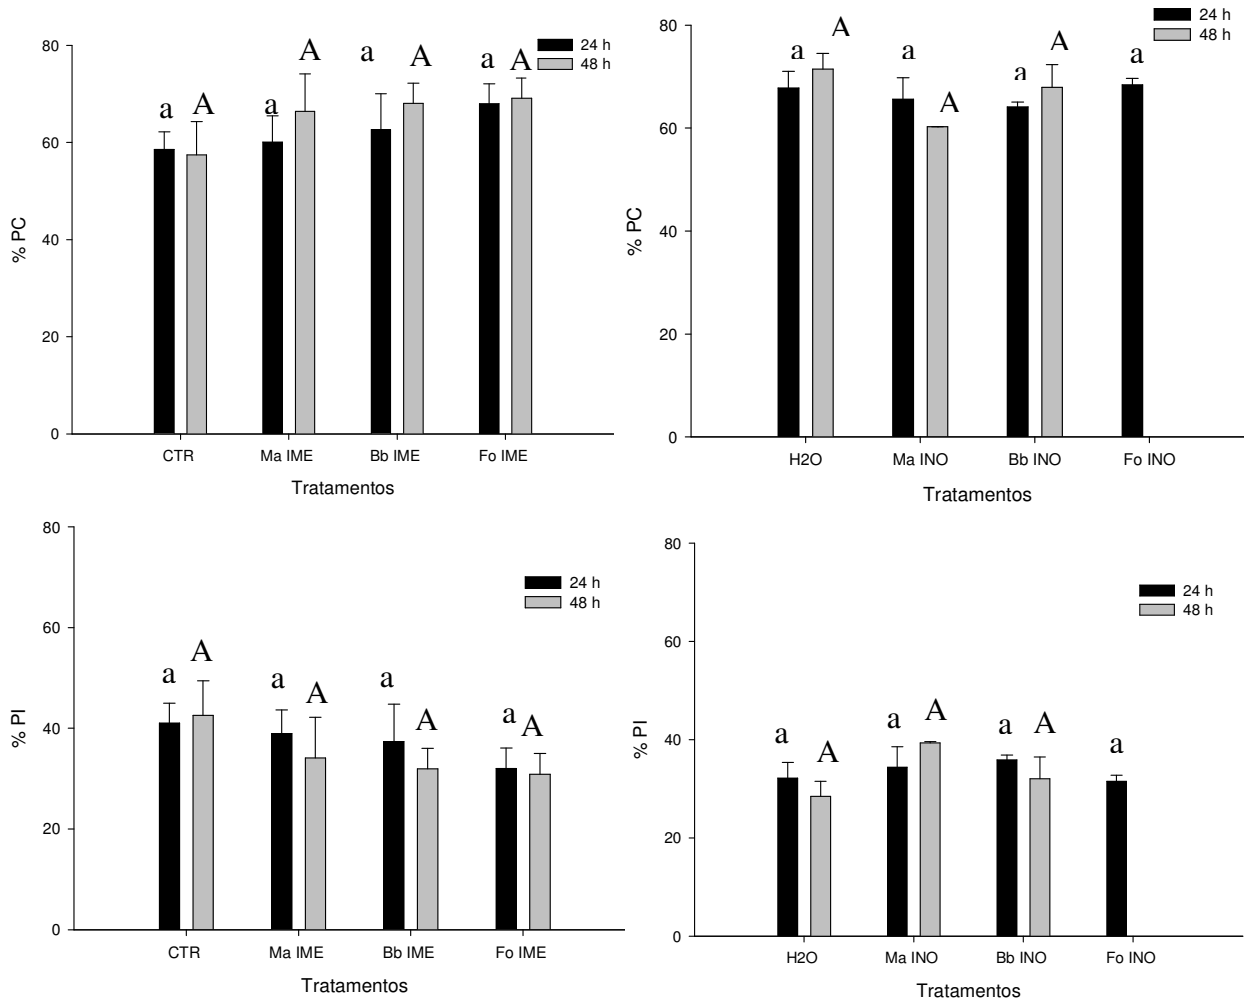 24 h
48 h
80
60
40
20
0
% PC
a A a A a A a A
CTR Ma IME Bb IME Fo IME
Tratamentos
24 h
48 h
80
60
40
20
0
% PC
a A a A a A a
H2O Ma INO Bb INO Fo INO
Tratamentos
24 h
48 h
80
60
40
20
0
% PI
a A a A a A a A
CTR Ma IME Bb IME Fo IME
Tratamentos
24 h
48 h
80
60
40
20
0
% PI
a A a A a A a
H2O Ma INO Bb INO Fo INO
Tratamentos